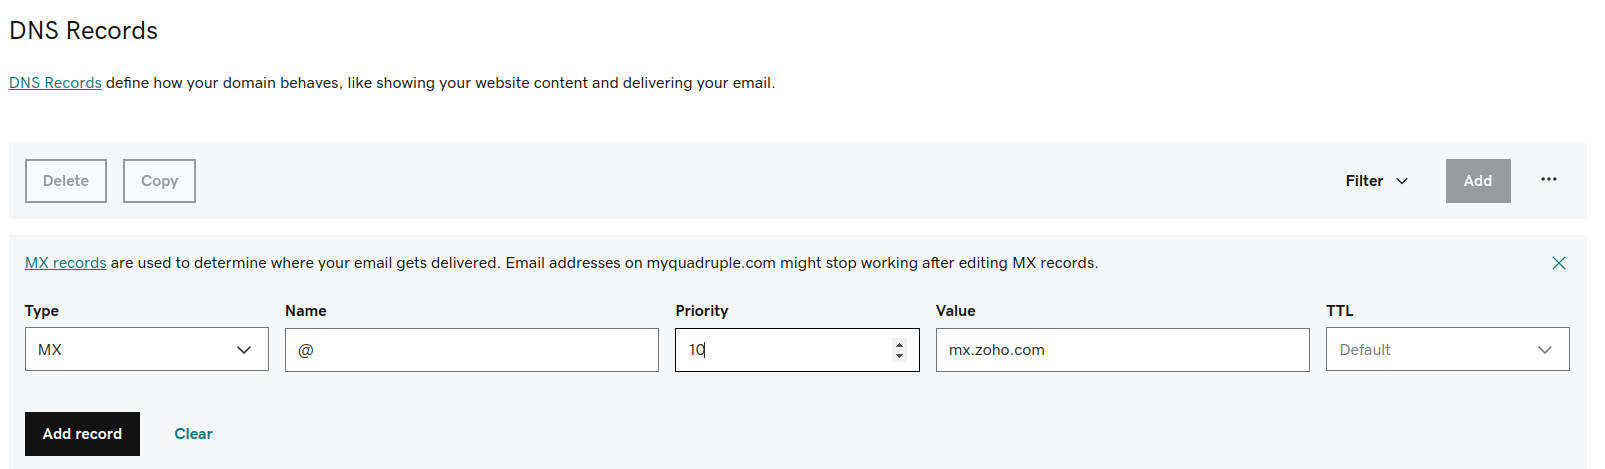 DNS Records
DNS Records define how your domain behaves, like showing your website content and delivering your email.
Delete Copy Filter Add ...
MX records are used to determine where your email gets delivered. Email addresses on myquadruple.com might stop working after editing MX records.
Type Name Priority Value TTL
MX @ 10 mx.zoho.com Default
Add record Clear